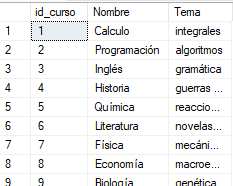 id_curso Nombre Tema
1 1 Calculo integrales
2 2 Programación algoritmos
3 3 Inglés gramática
4 4 Historia guerras ...
5 5 Química reaccio...
6 6 Literatura novelas...
7 7 Física mecáni...
8 8 Economía macroe...
9 9 Biología genética